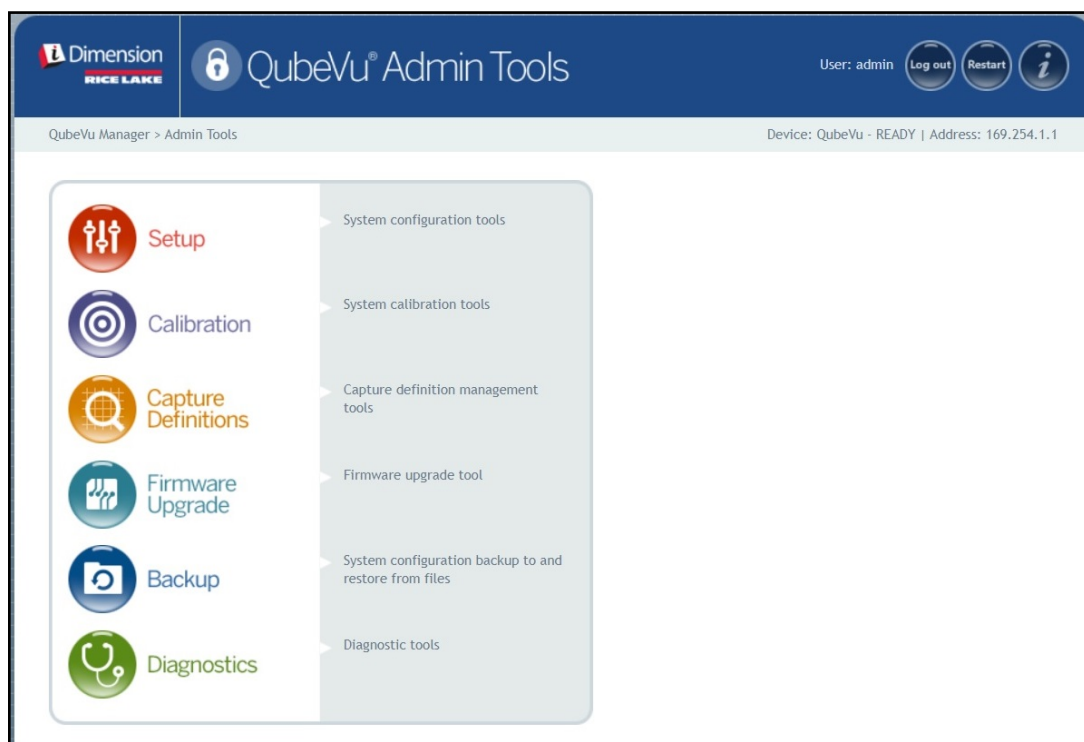 i Dimension
RICE LAKE
QubeVu® Admin Tools
User: admin
Log out
Restart
i
QubeVu Manager > Admin Tools
Device: QubeVu - READY | Address: 169.254.1.1
Setup
System configuration tools
Calibration
System calibration tools
Capture
Definitions
Capture definition management
tools
Firmware
Upgrade
Firmware upgrade tool
Backup
System configuration backup to and
restore from files
Diagnostics
Diagnostic tools